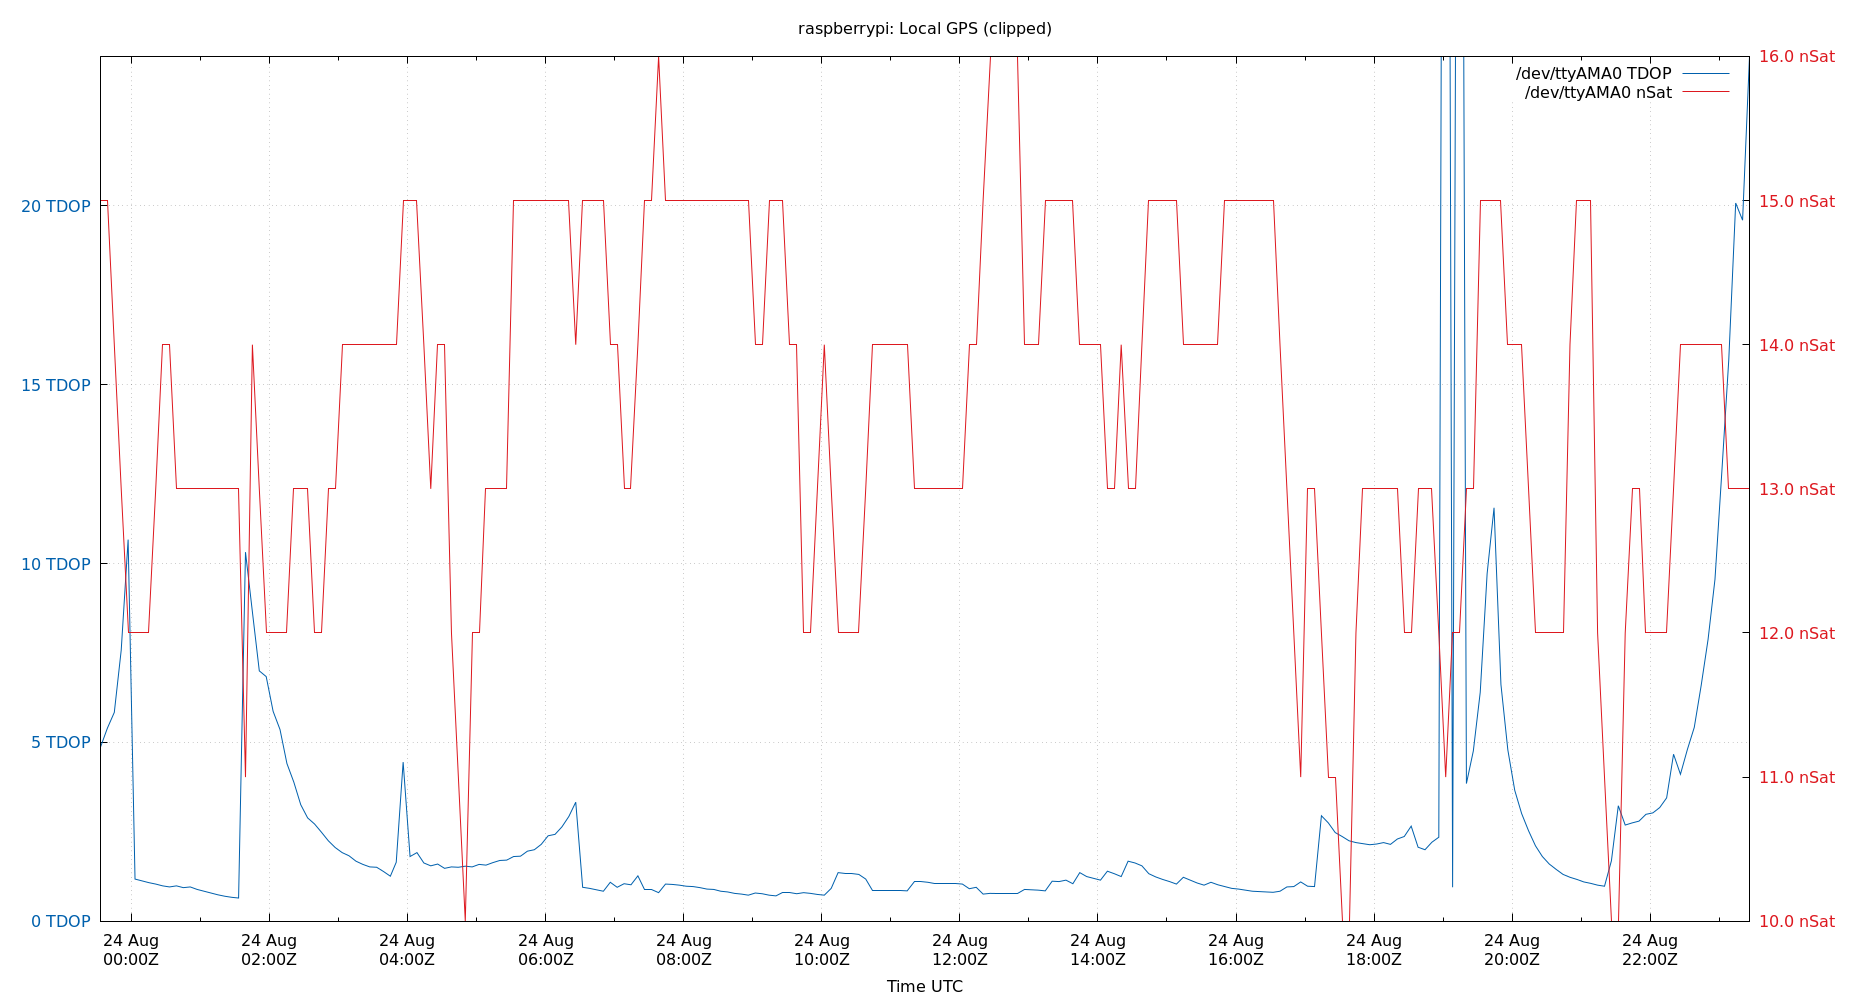 raspberrypi: Local GPS (clipped)
/dev/ttyAMA0 TDOP
/dev/ttyAMA0 nSat
20 TDOP
15 TDOP
10 TDOP
5 TDOP
0 TDOP
16.0 nSat
15.0 nSat
14.0 nSat
13.0 nSat
12.0 nSat
11.0 nSat
10.0 nSat
24 Aug 24 Aug 24 Aug 24 Aug 24 Aug 24 Aug 24 Aug 24 Aug 24 Aug 24 Aug 24 Aug 24 Aug
00:00Z 02:00Z 04:00Z 06:00Z 08:00Z 10:00Z 12:00Z 14:00Z 16:00Z 18:00Z 20:00Z 22:00Z
Time UTC